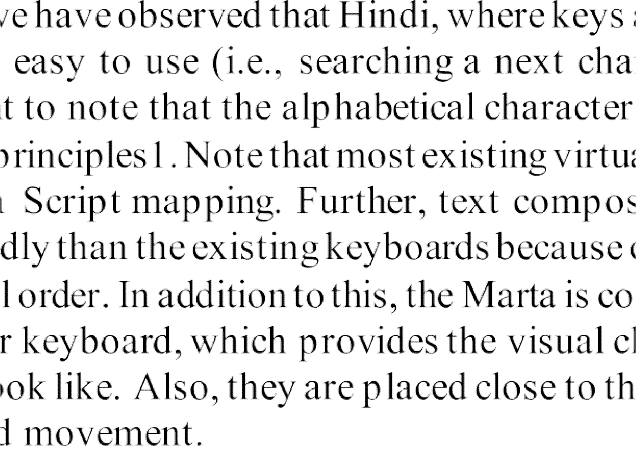 ve have observed that Hindi, where keys
easy to use (i.e., searching a next cha
t to note that the alphabetical character
principles1. Note that most existing virtua
Script mapping. Further, text compos
dly than the existing keyboards because
l order. In addition to this, the Marta is co
r keyboard, which provides the visual cl
ook like. Also, they are placed close to th
d movement.